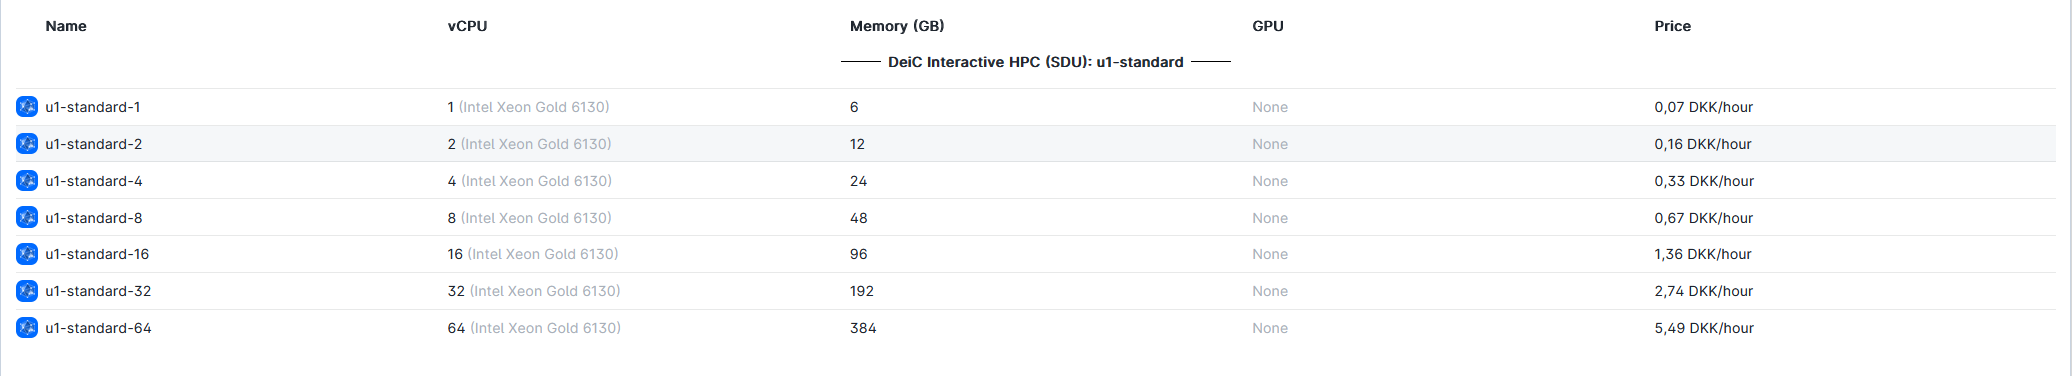 Name vCPU Memory (GB) GPU Price
DeiC Interactive HPC (SDU): u1-standard
u1-standard-1 1 (Intel Xeon Gold 6130) 6 None 0,07 DKK/hour
u1-standard-2 2 (Intel Xeon Gold 6130) 12 None 0,16 DKK/hour
u1-standard-4 4 (Intel Xeon Gold 6130) 24 None 0,33 DKK/hour
u1-standard-8 8 (Intel Xeon Gold 6130) 48 None 0,67 DKK/hour
u1-standard-16 16 (Intel Xeon Gold 6130) 96 None 1,36 DKK/hour
u1-standard-32 32 (Intel Xeon Gold 6130) 192 None 2,74 DKK/hour
u1-standard-64 64 (Intel Xeon Gold 6130) 384 None 5,49 DKK/hour